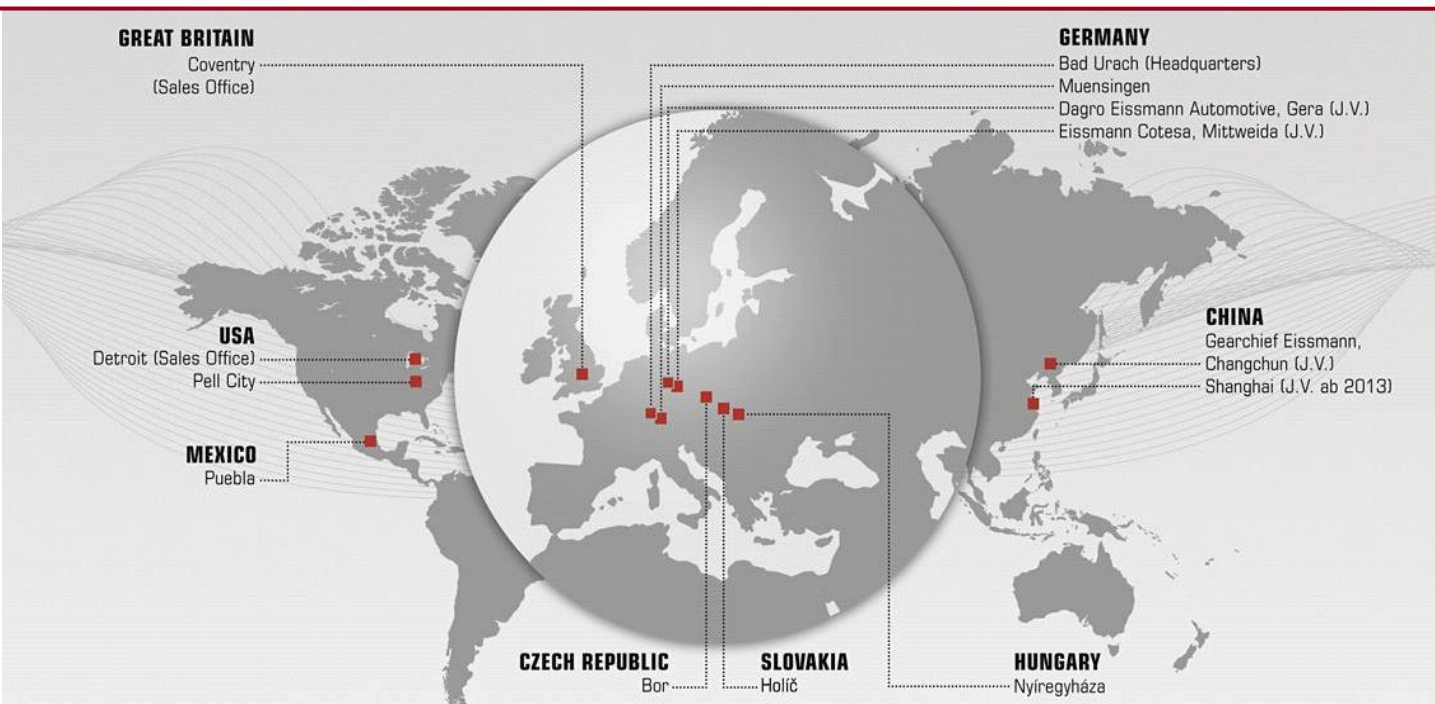 GREAT BRITAIN
Coventry
(Sales Office)
GERMANY
Bad Urach (Headquarters)
Muensingen
Dagro Eissmann Automotive, Gera (J.V.)
Eissmann Cotesa, Mittweida (J.V.)
USA
Detroit (Sales Office)
Pell City
MEXICO
Puebla
CHINA
Gearchief Eissmann,
Changchun (J.V.)
Shanghai (J.V. ab 2013)
CZECH REPUBLIC
Bor
SLOVAKIA
Holíč
HUNGARY
Nyíregyháza